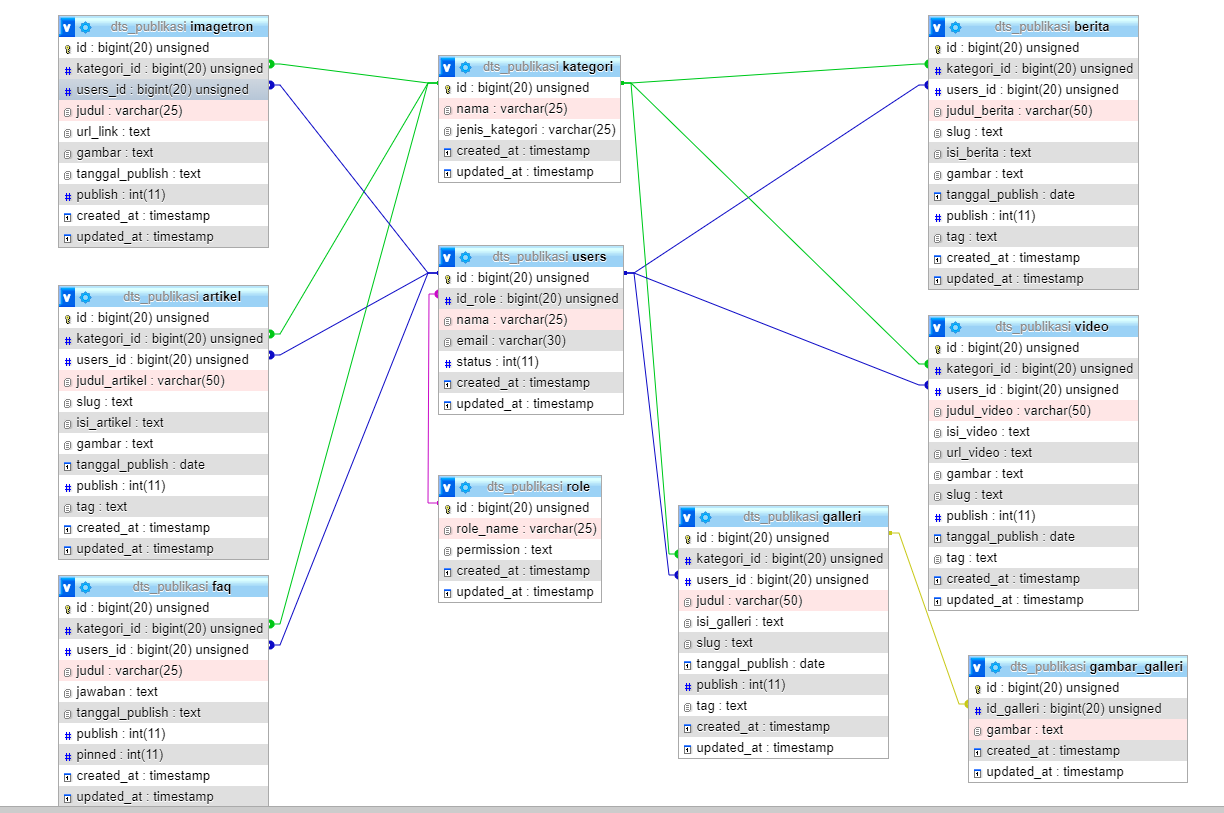 dts_publikasi imagetron
id : bigint(20) unsigned
kategori_id : bigint(20) unsigned
users_id : bigint(20) unsigned
judul : varchar(25)
url_link : text
gambar : text
tanggal_publish : text
publish : int(11)
created_at : timestamp
updated_at : timestamp
dts_publikasi artikel
id : bigint(20) unsigned
kategori_id : bigint(20) unsigned
users_id : bigint(20) unsigned
judul_artikel : varchar(50)
slug : text
isi_artikel : text
gambar : text
tanggal_publish : date
publish : int(11)
tag : text
created_at : timestamp
updated_at : timestamp
dts_publikasi faq
id : bigint(20) unsigned
kategori_id : bigint(20) unsigned
users_id : bigint(20) unsigned
judul : varchar(25)
jawaban : text
tanggal_publish : text
publish : int(11)
pinned : int(11)
created_at : timestamp
updated_at : timestamp
dts_publikasi kategori
id : bigint(20) unsigned
nama : varchar(25)
jenis_kategori : varchar(25)
created_at : timestamp
updated_at : timestamp
dts_publikasi users
id : bigint(20) unsigned
id_role : bigint(20) unsigned
nama : varchar(25)
email : varchar(30)
status : int(11)
created_at : timestamp
updated_at : timestamp
dts_publikasi role
id : bigint(20) unsigned
role_name : varchar(25)
permission : text
created_at : timestamp
updated_at : timestamp
dts_publikasi galleri
id : bigint(20) unsigned
kategori_id : bigint(20) unsigned
users_id : bigint(20) unsigned
judul : varchar(50)
isi_galleri : text
slug : text
tanggal_publish : date
publish : int(11)
tag : text
created_at : timestamp
updated_at : timestamp
dts_publikasi berita
id : bigint(20) unsigned
kategori_id : bigint(20) unsigned
users_id : bigint(20) unsigned
judul_berita : varchar(50)
slug : text
isi_berita : text
gambar : text
tanggal_publish : date
publish : int(11)
tag : text
created_at : timestamp
updated_at : timestamp
dts_publikasi video
id : bigint(20) unsigned
kategori_id : bigint(20) unsigned
users_id : bigint(20) unsigned
judul_video : varchar(50)
isi_video : text
url_video : text
gambar : text
slug : text
publish : int(11)
tanggal_publish : date
tag : text
created_at : timestamp
updated_at : timestamp
dts_publikasi gambar_galleri
id : bigint(20) unsigned
id_galleri : bigint(20) unsigned
gambar : text
created_at : timestamp
updated_at : timestamp